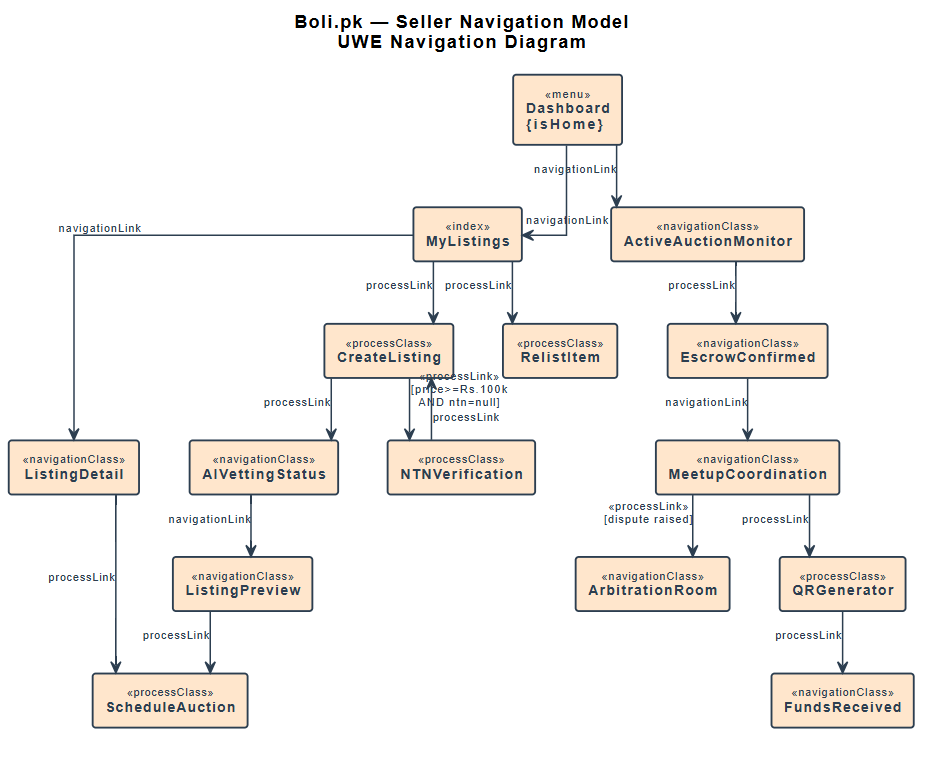 Boli.pk — Seller Navigation Model
UWE Navigation Diagram
«menu»
Dashboard
{isHome}
navigationLink
navigationLink
navigationLink
«index»
MyListings
«navigationClass»
ActiveAuctionMonitor
processLink
processLink
processLink
«processClass»
CreateListing
«processClass»
RelistItem
«navigationClass»
EscrowConfirmed
«processLink»
[price>=Rs.100k
AND ntn=null]
processLink
processLink
navigationLink
«navigationClass»
ListingDetail
«navigationClass»
AIVettingStatus
«processClass»
NTNVerification
«navigationClass»
MeetupCoordination
navigationLink
«processLink»
[dispute raised]
processLink
processLink
«navigationClass»
ListingPreview
«navigationClass»
ArbitrationRoom
«processClass»
QRGenerator
processLink
processLink
«processClass»
ScheduleAuction
«navigationClass»
FundsReceived